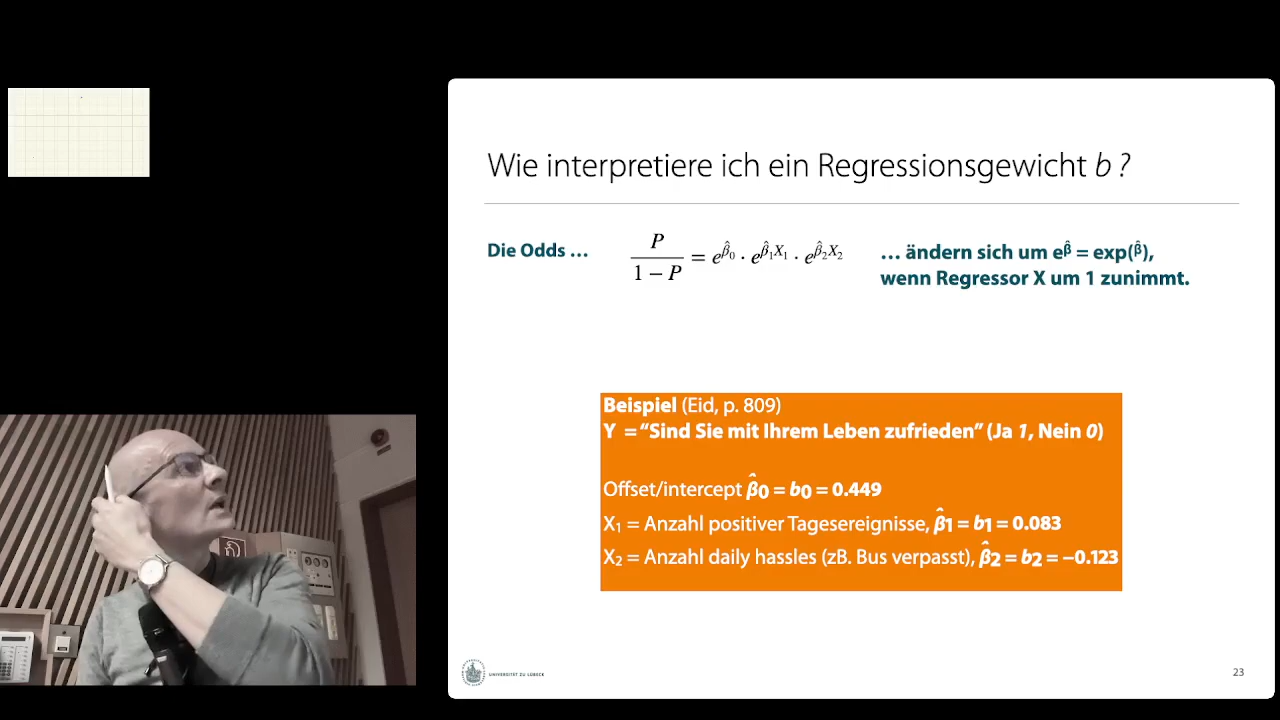 Wie interpretiere ich ein Regressionsgewicht b ?
Die Odds …
P / 1 − P = e^β̂₀ · e^β̂₁X₁ · e^β̂₂X₂
… ändern sich um e^β̂ = exp(β̂),
wenn Regressor X um 1 zunimmt.
Beispiel (Eid, p. 809)
Y = “Sind Sie mit Ihrem Leben zufrieden” (Ja 1, Nein 0)
Offset/intercept β̂0 = b0 = 0.449
X₁ = Anzahl positiver Tagesereignisse, β̂1 = b1 = 0.083
X₂ = Anzahl daily hassles (zB. Bus verpasst), β̂2 = b2 = −0.123
UNIVERSITÄT ZU LÜBECK
23